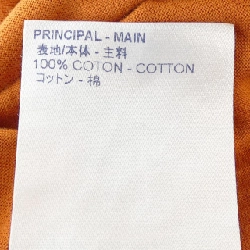 PRINCIPAL - MAIN
表地/本体 - 主料
100% COTON - COTTON
コットン - 棉